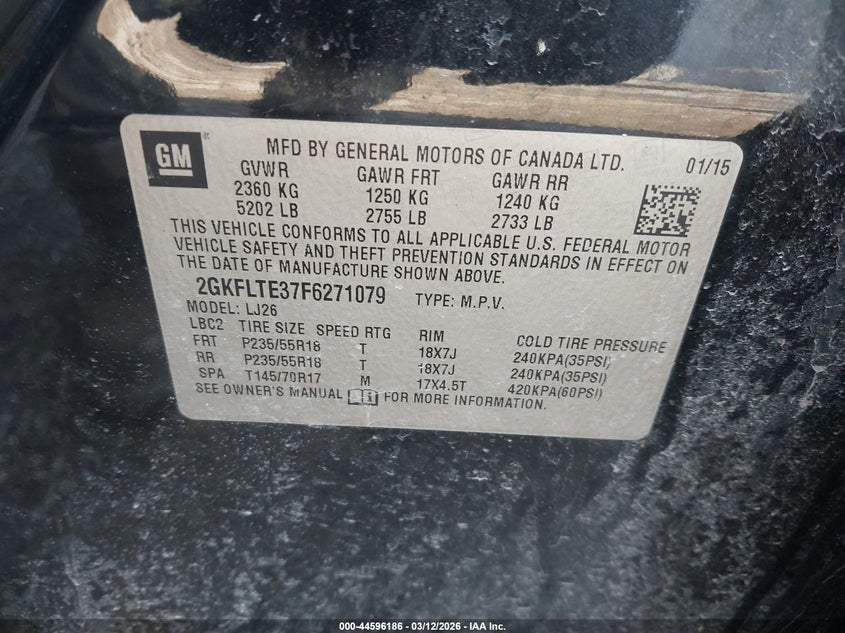 GM
MFD BY GENERAL MOTORS OF CANADA LTD. 01/15
GVWR GAWR FRT GAWR RR
2360 KG 1250 KG 1240 KG
5202 LB 2755 LB 2733 LB
THIS VEHICLE CONFORMS TO ALL APPLICABLE U.S. FEDERAL MOTOR
VEHICLE SAFETY AND THEFT PREVENTION STANDARDS IN EFFECT ON
THE DATE OF MANUFACTURE SHOWN ABOVE.
2GKFLTE37F6271079 TYPE: M.P.V.
MODEL: LJ26
LBC2 TIRE SIZE SPEED RTG RIM COLD TIRE PRESSURE
FRT P235/55R18 T 18X7J 240KPA(35PSI)
RR P235/55R18 T 18X7J 240KPA(35PSI)
SPA T145/70R17 M 17X4.5T 420KPA(60PSI)
SEE OWNER'S MANUAL FOR MORE INFORMATION.
000-44596186 - 03/12/2026 - IAA Inc.